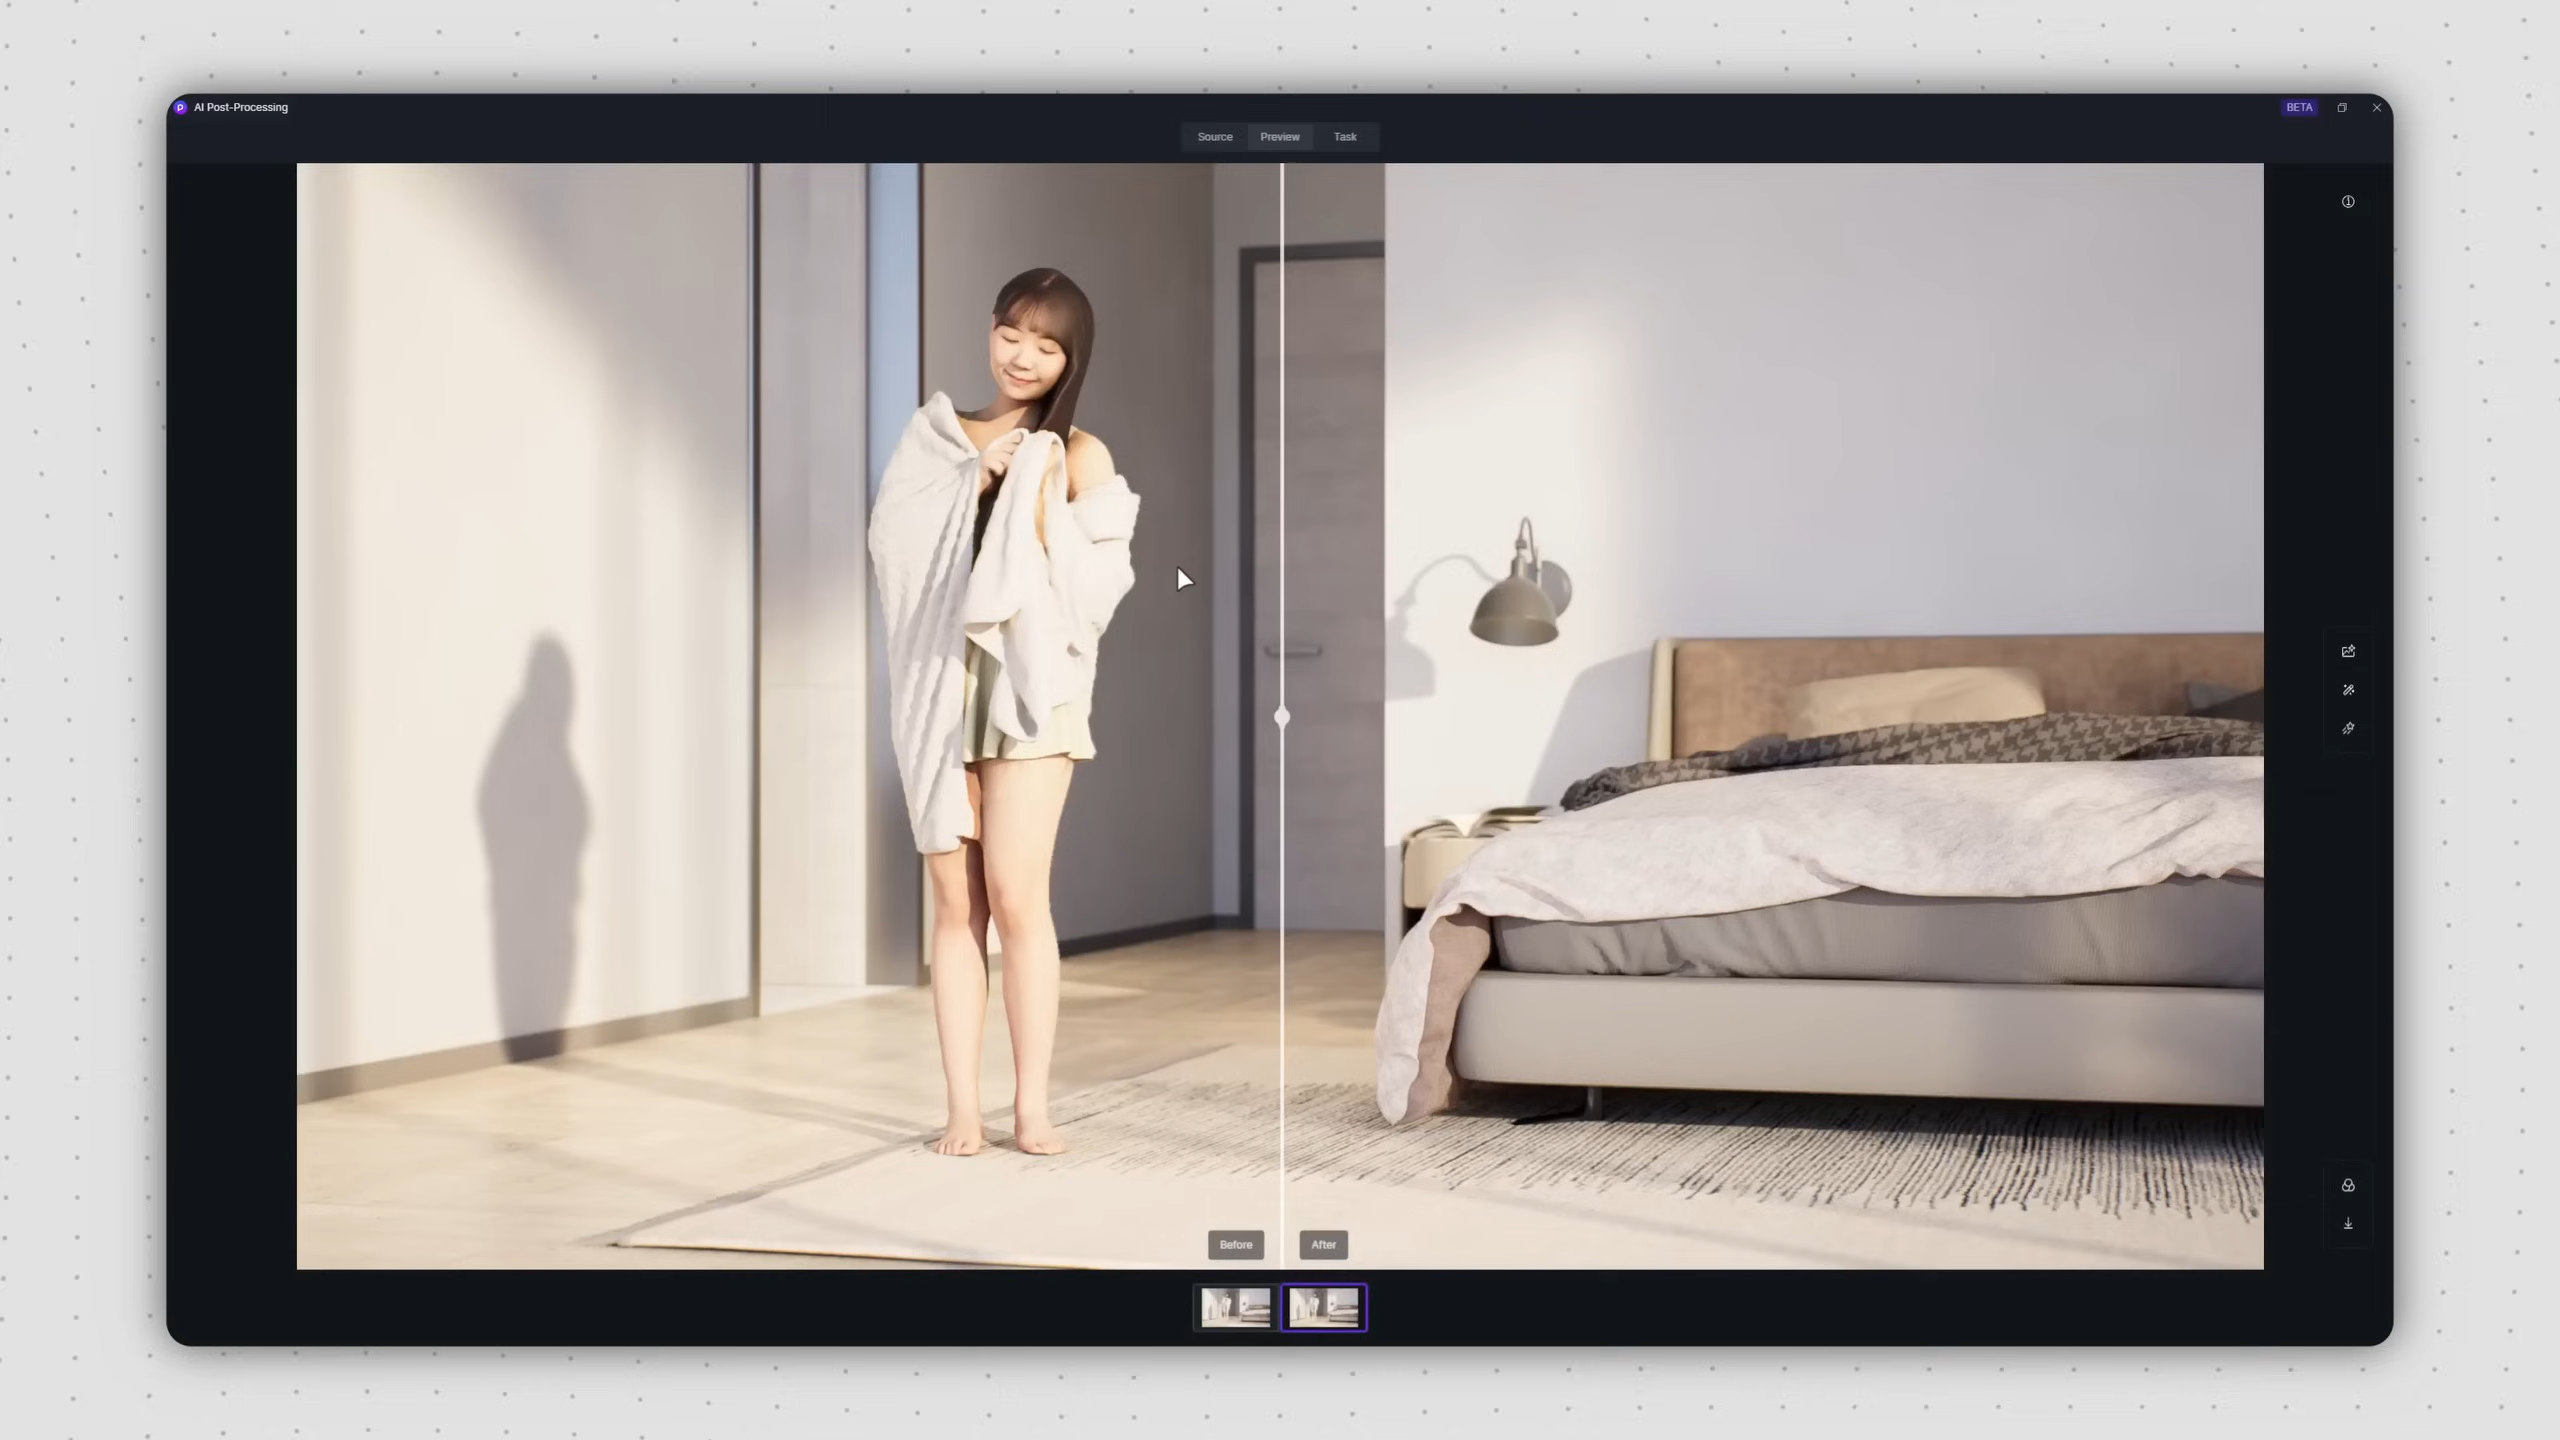 AI Post-Processing
BETA
Source
Preview
Task
Before
After